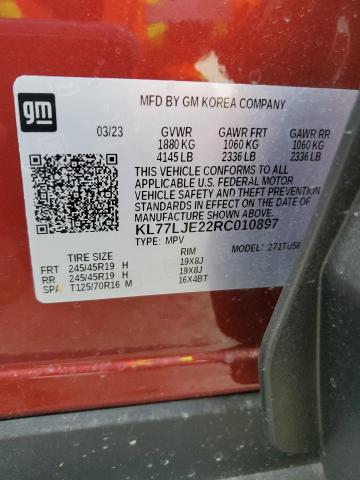 gm
MFD BY GM KOREA COMPANY
03/23 GVWR GAWR FRT GAWR RR
1880 KG 1060 KG 1060 KG
4145 LB 2336 LB 2336 LB
THIS VEHICLE CONFORMS TO ALL
APPLICABLE U.S. FEDERAL MOTOR
VEHICLE SAFETY AND THEFT
PREVENTION STANDARDS
IN EFFECT ON THE DATE OF
MANUFACTURE SHOWN ABOVE.
KL77LJE22RC010897
TYPE: MPV 271TU58
TIRE SIZE RIM
FRT 245/45R19 H 19X8J
RR 245/45R19 H 19X8J
SPA T125/70R16 M 16X4BT